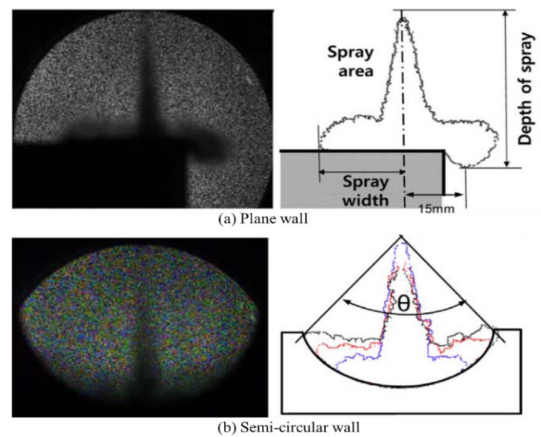 Spray
area
Depth of spray
Spray
width
15mm
(a) Plane wall
θ
(b) Semi-circular wall